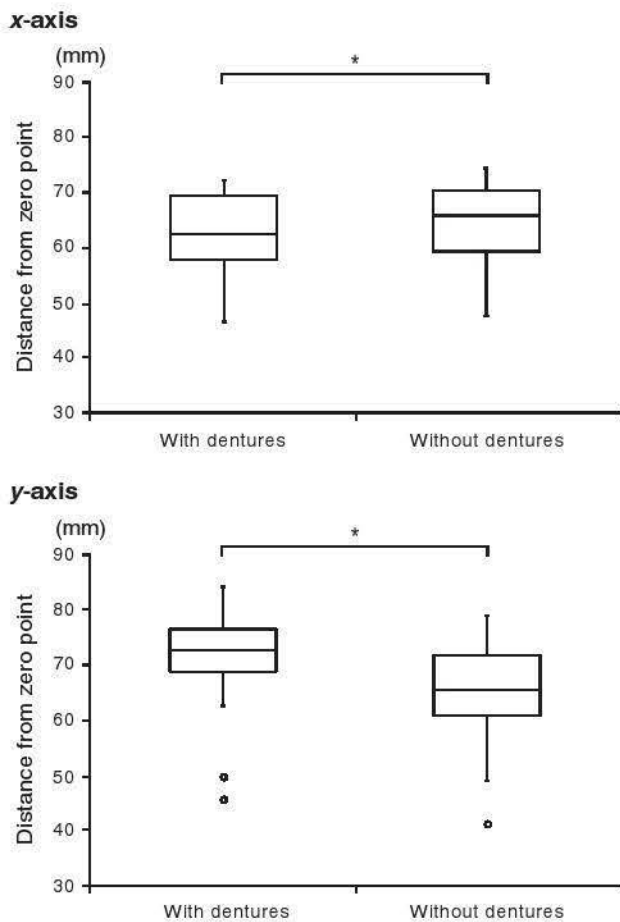 x-axis
(mm)
*
90
80
70
60
50
40
30
Distance from zero point
With dentures Without dentures
y-axis
(mm)
*
90
80
70
60
50
40
30
Distance from zero point
With dentures Without dentures